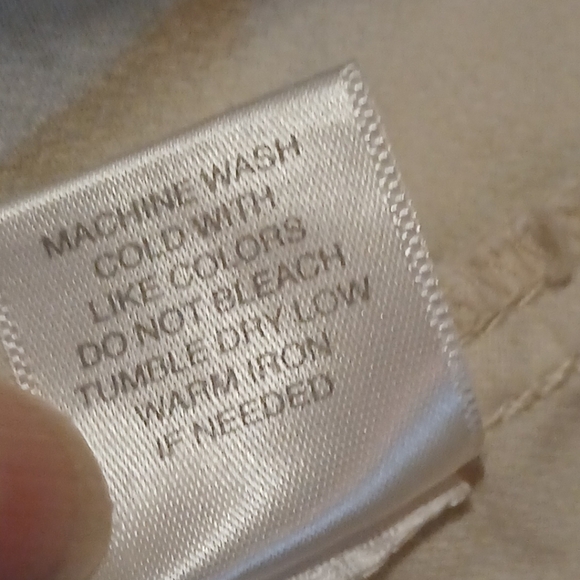 MACHINE WASH
COLD WITH
LIKE COLORS
DO NOT BLEACH
TUMBLE DRY LOW
WARM IRON
IF NEEDED